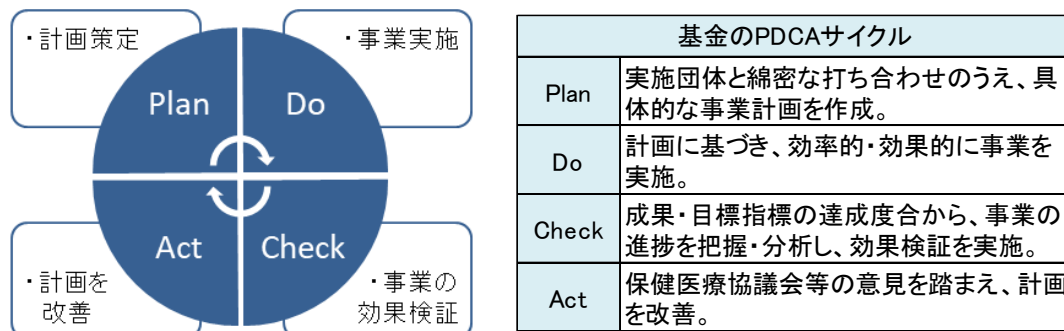 ・計画策定
・事業実施
Plan
Do
Act
Check
・計画を
改善
・事業の
効果検証
基金のPDCAサイクル
Plan
実施団体と綿密な打ち合わせのうえ、具
体的な事業計画を作成。
Do
計画に基づき、効率的・効果的に事業を
実施。
Check
成果・目標指標の達成度合から、事業の
進捗を把握・分析し、効果検証を実施。
Act
保健医療協議会等の意見を踏まえ、計画
を改善。